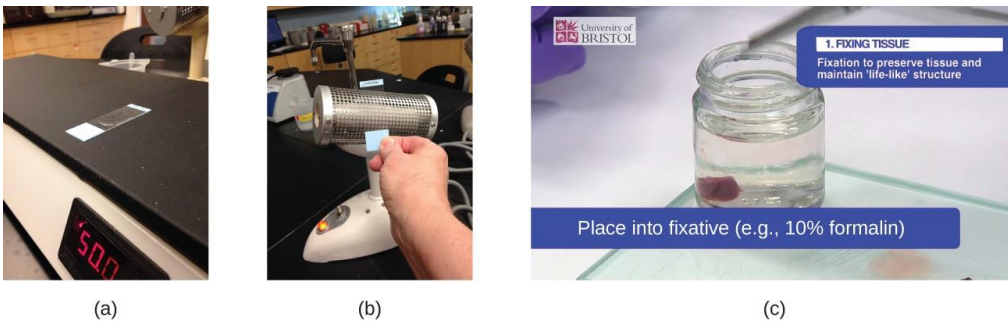 50.0
University of
BRISTOL
1. FIXING TISSUE
Fixation to preserve tissue and
maintain 'life-like' structure
Place into fixative (e.g., 10% formalin)
(a)
(b)
(c)